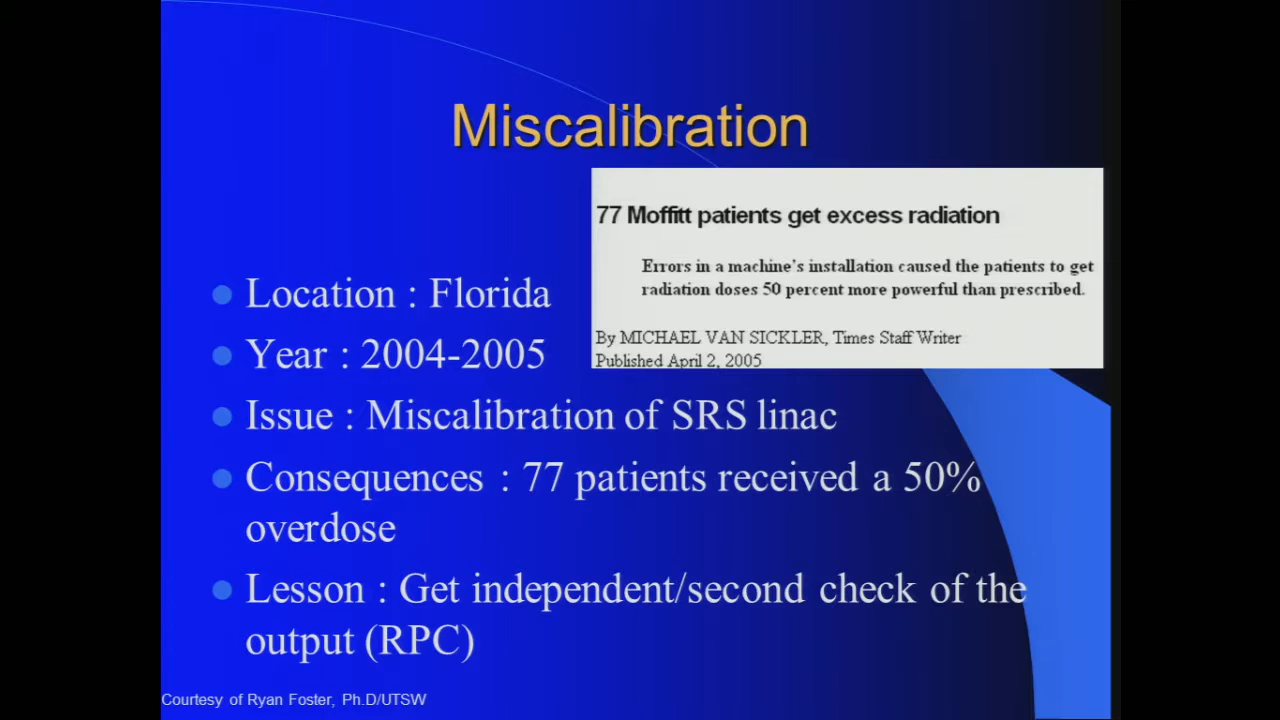 Miscalibration
77 Moffitt patients get excess radiation
Errors in a machine's installation caused the patients to get
radiation doses 50 percent more powerful than prescribed.
By MICHAEL VAN SICKLER, Times Staff Writer
Published April 2, 2005
Location : Florida
Year : 2004-2005
Issue : Miscalibration of SRS linac
Consequences : 77 patients received a 50%
overdose
Lesson : Get independent/second check of the
output (RPC)
Courtesy of Ryan Foster, Ph.D/UTSW